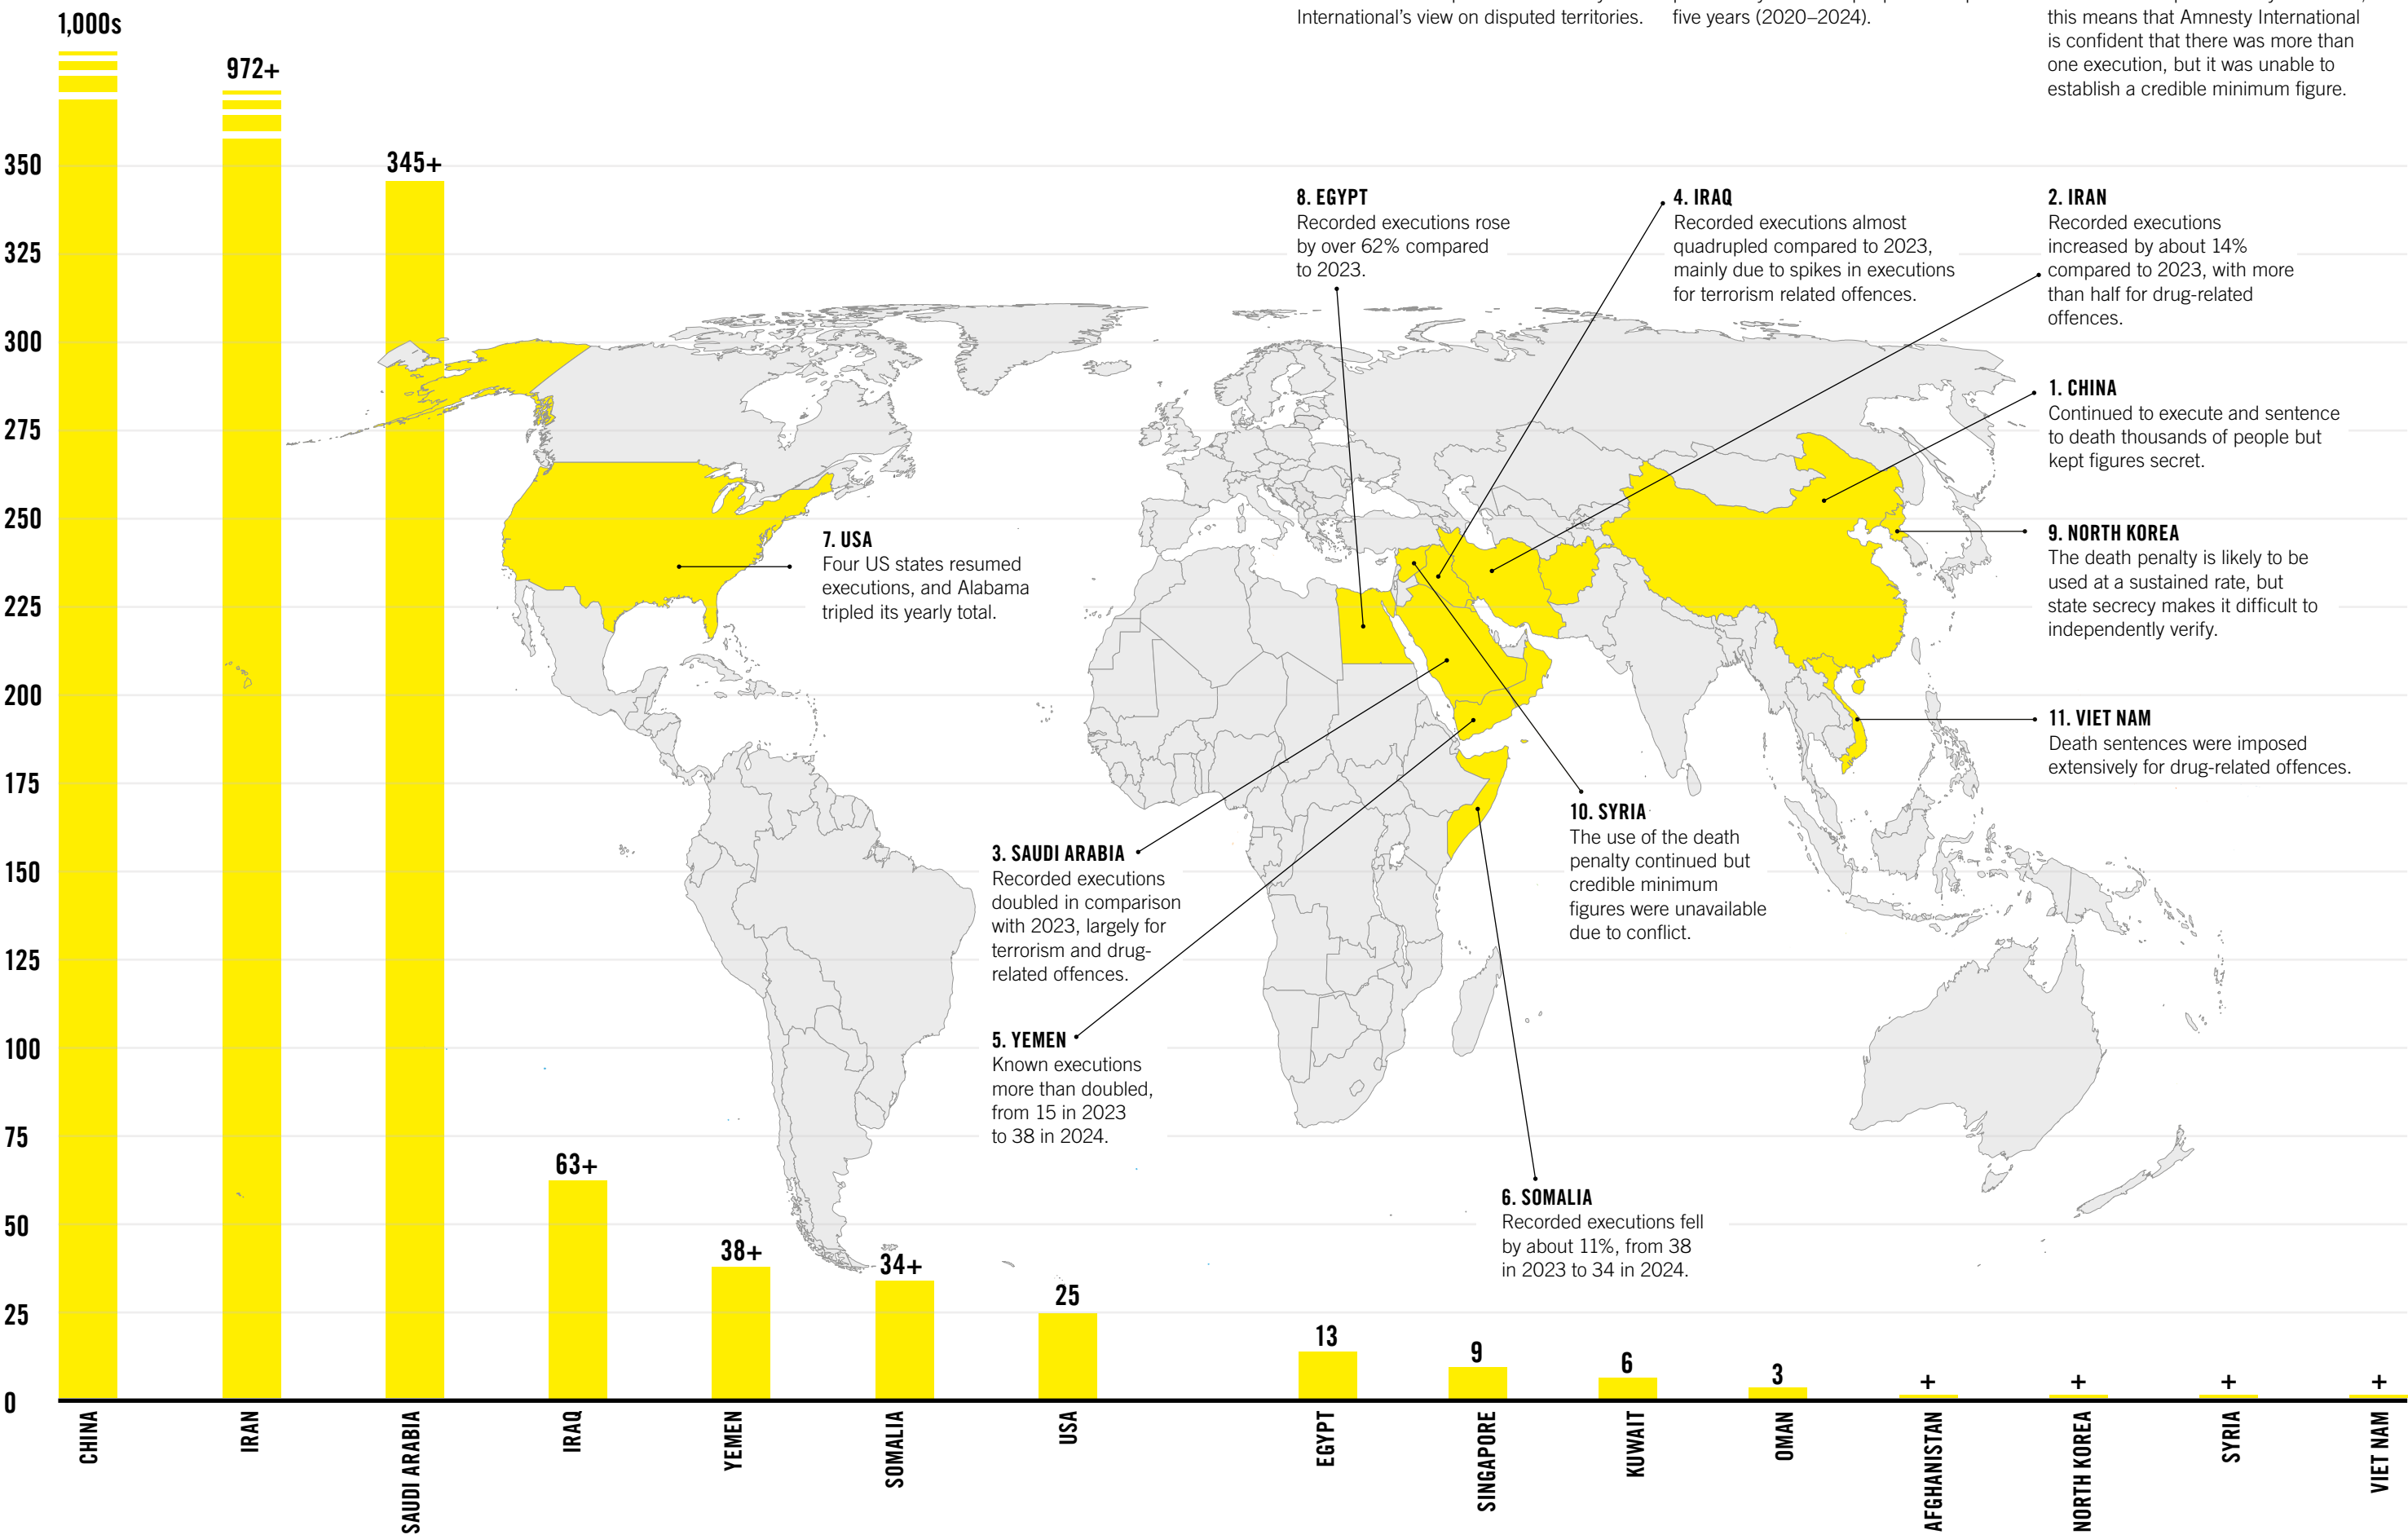 International's view on disputed territories.
five years (2020–2024).
this means that Amnesty International
is confident that there was more than
one execution, but it was unable to
establish a credible minimum figure.
1,000s
972+
345+
63+
38+
34+
25
13
9
6
3
+
+
+
+
350
325
300
275
250
225
200
175
150
125
100
75
50
25
0
8. EGYPT
Recorded executions rose
by over 62% compared
to 2023.
4. IRAQ
Recorded executions almost
quadrupled compared to 2023,
mainly due to spikes in executions
for terrorism related offences.
2. IRAN
Recorded executions
increased by about 14%
compared to 2023, with more
than half for drug-related
offences.
1. CHINA
Continued to execute and sentence
to death thousands of people but
kept figures secret.
7. USA
Four US states resumed
executions, and Alabama
tripled its yearly total.
9. NORTH KOREA
The death penalty is likely to be
used at a sustained rate, but
state secrecy makes it difficult to
independently verify.
11. VIET NAM
Death sentences were imposed
extensively for drug-related offences.
10. SYRIA
The use of the death
penalty continued but
credible minimum
figures were unavailable
due to conflict.
3. SAUDI ARABIA
Recorded executions
doubled in comparison
with 2023, largely for
terrorism and drug-
related offences.
5. YEMEN
Known executions
more than doubled,
from 15 in 2023
to 38 in 2024.
6. SOMALIA
Recorded executions fell
by about 11%, from 38
in 2023 to 34 in 2024.
CHINA
IRAN
SAUDI ARABIA
IRAQ
YEMEN
SOMALIA
USA
EGYPT
SINGAPORE
KUWAIT
OMAN
AFGHANISTAN
NORTH KOREA
SYRIA
VIET NAM